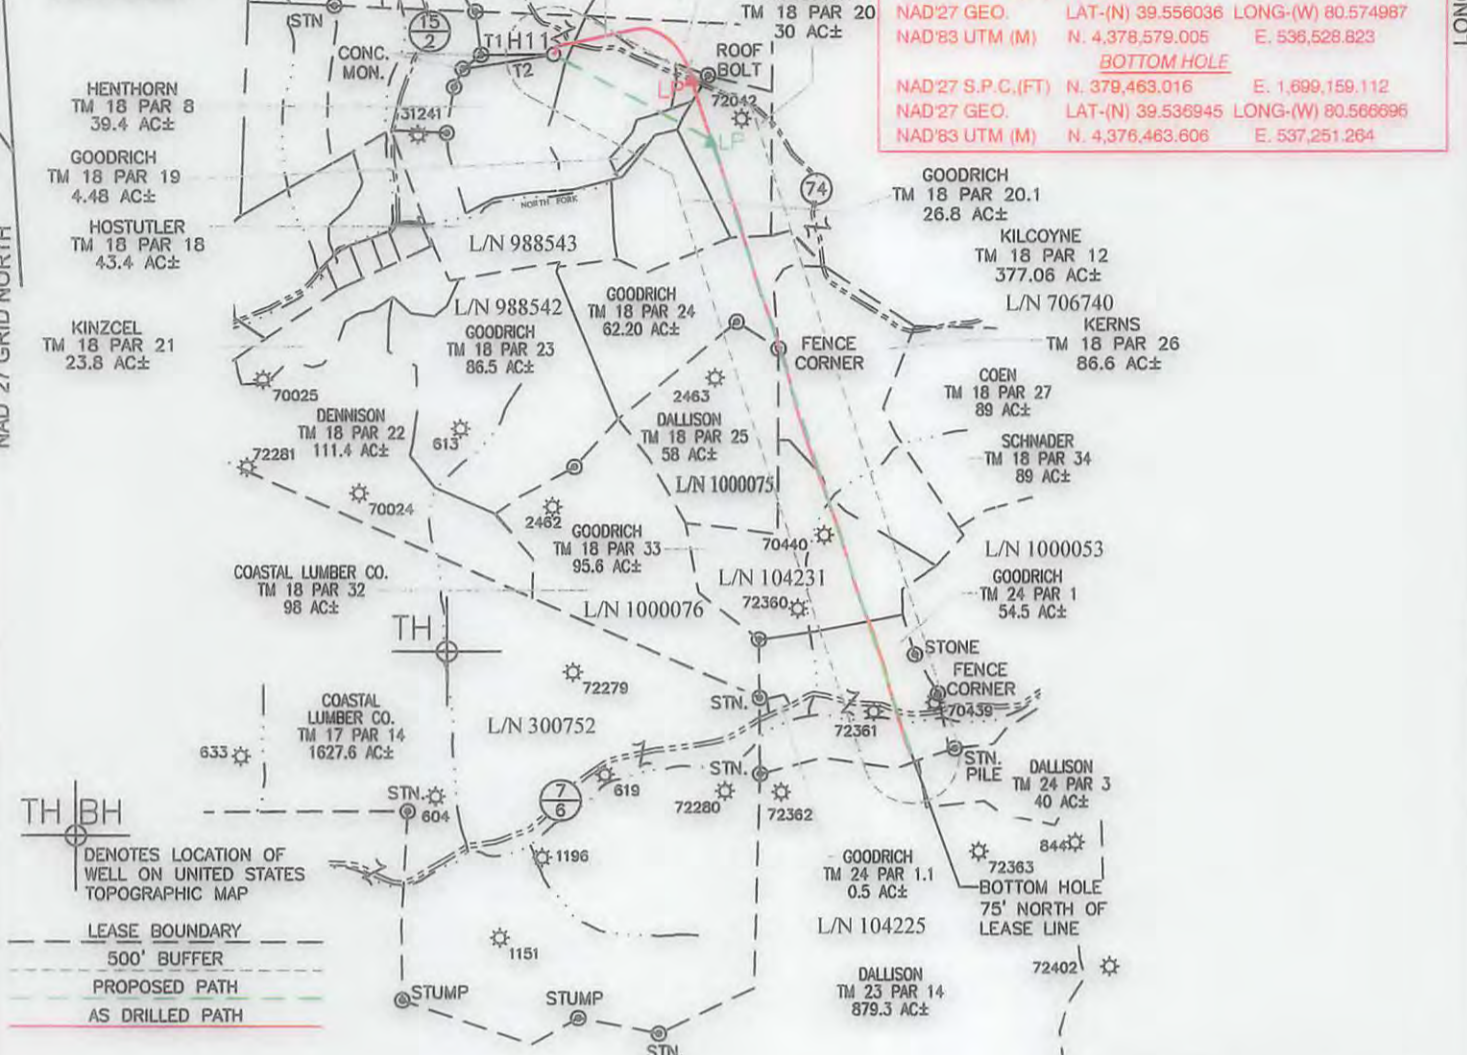 STN
15
2
T1
H11
T2
CONC.
MON.
TM 18 PAR 20
30 AC±
ROOF
BOLT
LP
LP
72042
31241
NAD'27 GEO. LAT-(N) 39.556036 LONG-(W) 80.574987
NAD'83 UTM (M) N. 4,378,579.005 E. 536,528.823
BOTTOM HOLE
NAD'27 S.P.C.(FT) N. 379,463.016 E. 1,699,159.112
NAD'27 GEO. LAT-(N) 39.536945 LONG-(W) 80.566696
NAD'83 UTM (M) N. 4,376,463.606 E. 537,251.264
LONG
HENTHORN
TM 18 PAR 8
39.4 AC±
GOODRICH
TM 18 PAR 19
4.48 AC±
HOSTUTLER
TM 18 PAR 18
43.4 AC±
KINZCEL
TM 18 PAR 21
23.8 AC±
NAD '27 GRID NORTH
NORTH FORK
L/N 988543
L/N 988542
GOODRICH
TM 18 PAR 23
86.5 AC±
GOODRICH
TM 18 PAR 24
62.20 AC±
74
GOODRICH
TM 18 PAR 20.1
26.8 AC±
KILCOYNE
TM 18 PAR 12
377.06 AC±
L/N 706740
KERNS
TM 18 PAR 26
86.6 AC±
FENCE
CORNER
COEN
TM 18 PAR 27
89 AC±
SCHNADER
TM 18 PAR 34
89 AC±
70025
DENNISON
TM 18 PAR 22
111.4 AC±
613
2463
DALLISON
TM 18 PAR 25
58 AC±
L/N 1000075
72281
70024
2462
GOODRICH
TM 18 PAR 33
95.6 AC±
70440
L/N 104231
72360
L/N 1000053
GOODRICH
TM 24 PAR 1
54.5 AC±
COASTAL LUMBER CO.
TM 18 PAR 32
98 AC±
L/N 1000076
TH
STONE
FENCE
CORNER
70439
72279
STN.
72361
COASTAL
LUMBER CO.
TM 17 PAR 14
1627.6 AC±
L/N 300752
633
STN.
STN.
PILE
DALLISON
TM 24 PAR 3
40 AC±
7
6
619
72280
72362
STN.
604
TH BH
DENOTES LOCATION OF
WELL ON UNITED STATES
TOPOGRAPHIC MAP
1196
844
72363
GOODRICH
TM 24 PAR 1.1
0.5 AC±
BOTTOM HOLE
75' NORTH OF
LEASE LINE
L/N 104225
LEASE BOUNDARY
500' BUFFER
PROPOSED PATH
AS DRILLED PATH
1151
72402
DALLISON
TM 23 PAR 14
879.3 AC±
STUMP
STUMP
STN